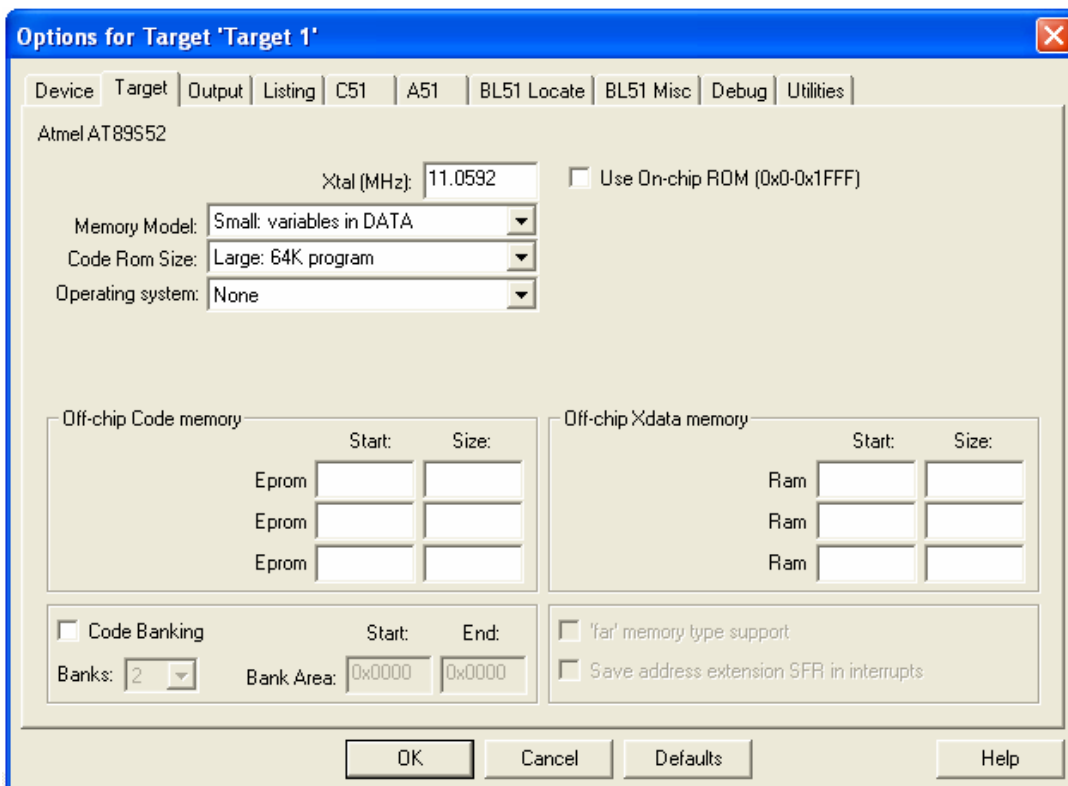 Options for Target 'Target 1'
Device Target Output Listing C51 A51 BL51 Locate BL51 Misc Debug Utilities
Atmel AT89S52
Xtal (MHz): 11.0592 Use On-chip ROM (0x0-0x1FFF)
Memory Model: Small: variables in DATA
Code Rom Size: Large: 64K program
Operating system: None
Off-chip Code memory
Start: Size:
Eprom
Eprom
Eprom
Off-chip Xdata memory
Start: Size:
Ram
Ram
Ram
Code Banking Start: End:
Banks: 2 Bank Area: 0x0000 0x0000
'far' memory type support
Save address extension SFR in interrupts
OK Cancel Defaults Help